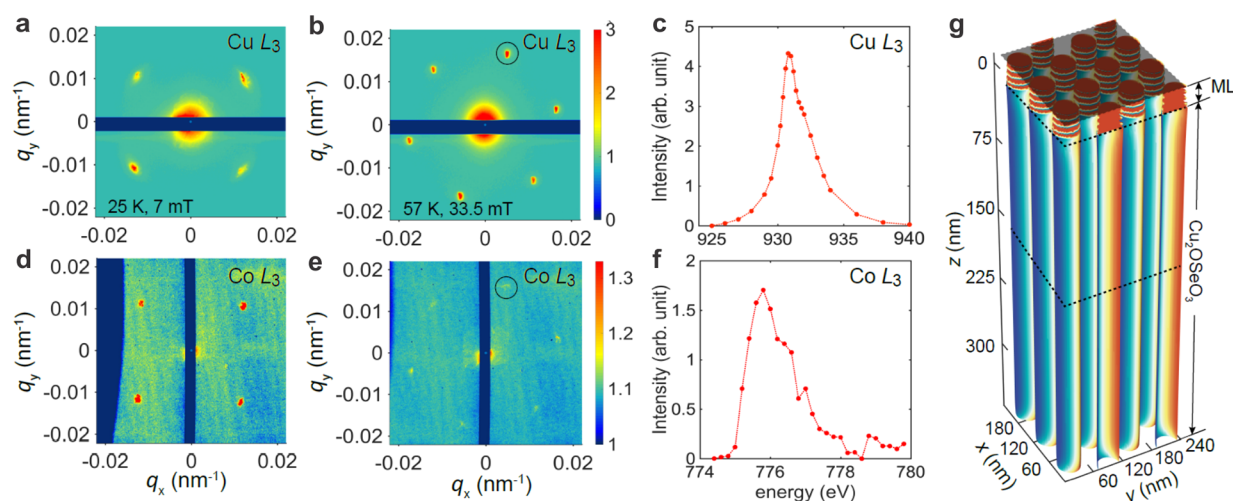 a
Cu L3
0.02
0.01
0
-0.01
-0.02
qy (nm-1)
25 K, 7 mT
-0.02
0
0.02
b
Cu L3
0.02
0.01
0
-0.01
-0.02
qy (nm-1)
57 K, 33.5 mT
-0.02
0
0.02
3
2
1
0
c
Cu L3
5
4
3
2
1
0
Intensity (arb. unit)
925
930
935
940
d
Co L3
0.02
0.01
0
-0.01
-0.02
qy (nm-1)
-0.02
0
0.02
qx (nm-1)
e
Co L3
0.02
0.01
0
-0.01
-0.02
qy (nm-1)
-0.02
0
0.02
qx (nm-1)
1.3
1.2
1.1
1
f
Co L3
2
1.5
1
0.5
0
Intensity (arb. unit)
774
776
778
780
energy (eV)
g
0
75
150
225
300
z (nm)
ML
Cu2OSeO3
180
120
60
x (nm)
60
120
180
240
y (nm)